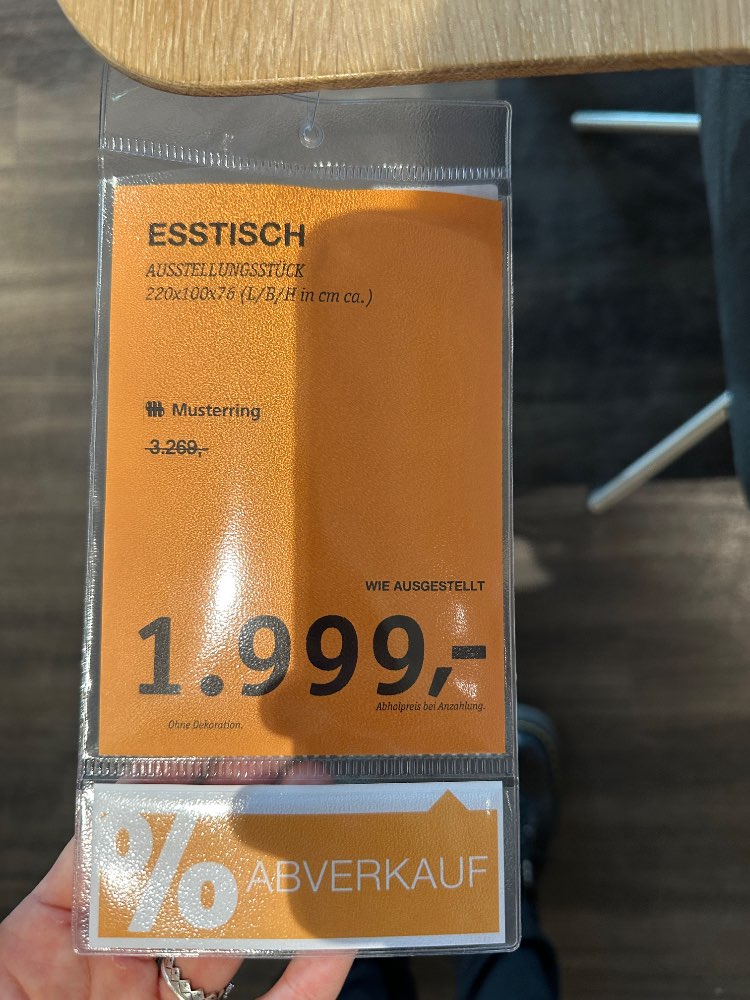 ESSTISCH
AUSSTELLUNGSSTÜCK
220x100x76 (L/B/H in cm ca.)
Musterring
3.269,-
WIE AUSGESTELLT
1.999,-
Abholpreis bei Anzahlung.
Ohne Dekoration.
% ABVERKAUF